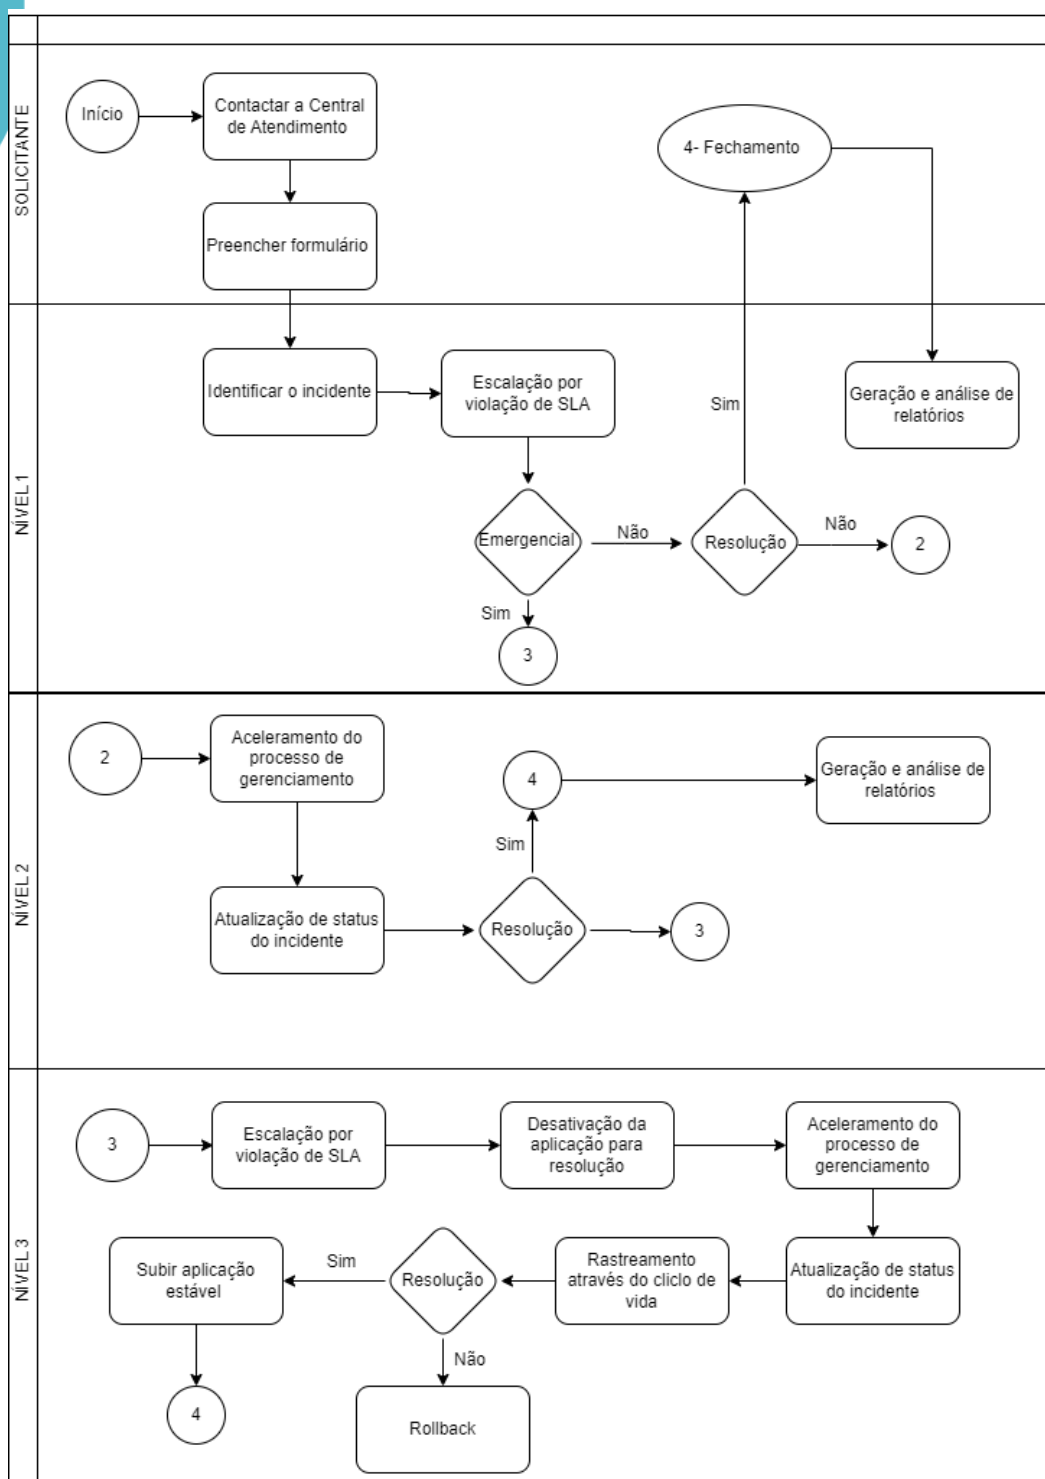 SOLICITANTE
Início
Contactar a Central
de Atendimento
4- Fechamento
Preencher formulário
NÍVEL 1
Identificar o incidente
Escalação por
violação de SLA
Sim
Geração e análise de
relatórios
Emergencial
Não
Resolução
Não
2
Sim
3
NÍVEL 2
2
Aceleramento do
processo de
gerenciamento
4
Geração e análise de
relatórios
Sim
Atualização de status
do incidente
Resolução
3
NÍVEL 3
3
Escalação por
violação de SLA
Desativação da
aplicação para
resolução
Aceleramento do
processo de
gerenciamento
Subir aplicação
estável
Sim
Resolução
Rastreamento
através do cliclo de
vida
Atualização de status
do incidente
Não
4
Rollback